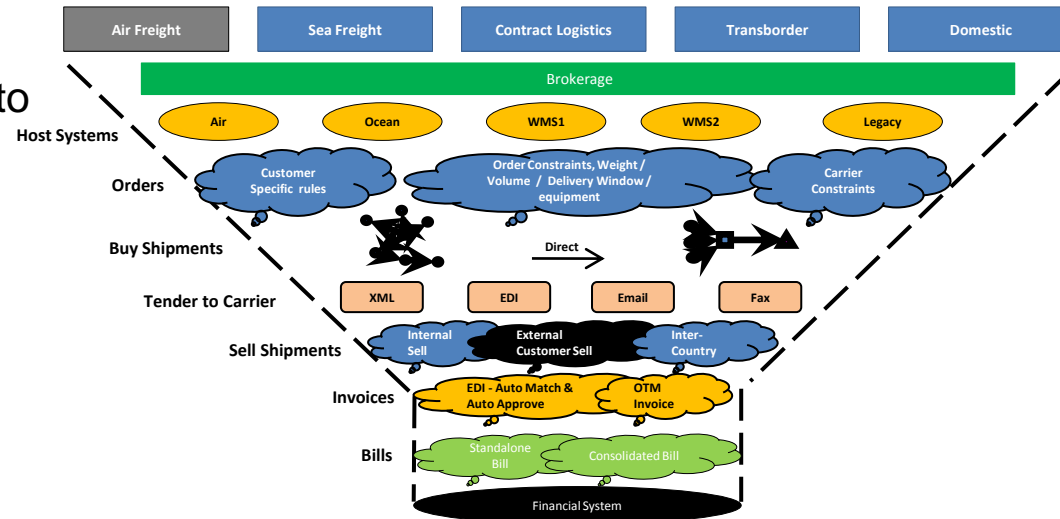 Air Freight
Sea Freight
Contract Logistics
Transborder
Domestic
Brokerage
to
Host Systems
Air
Ocean
WMS1
WMS2
Legacy
Orders
Customer
Specific rules
Order Constraints, Weight /
Volume / Delivery Window /
equipment
Carrier
Constraints
Buy Shipments
Direct
Tender to Carrier
XML
EDI
Email
Fax
Sell Shipments
Internal
Sell
External
Customer Sell
Inter-
Country
Invoices
EDI - Auto Match &
Auto Approve
OTM
Invoice
Bills
Standalone
Bill
Consolidated Bill
Financial System